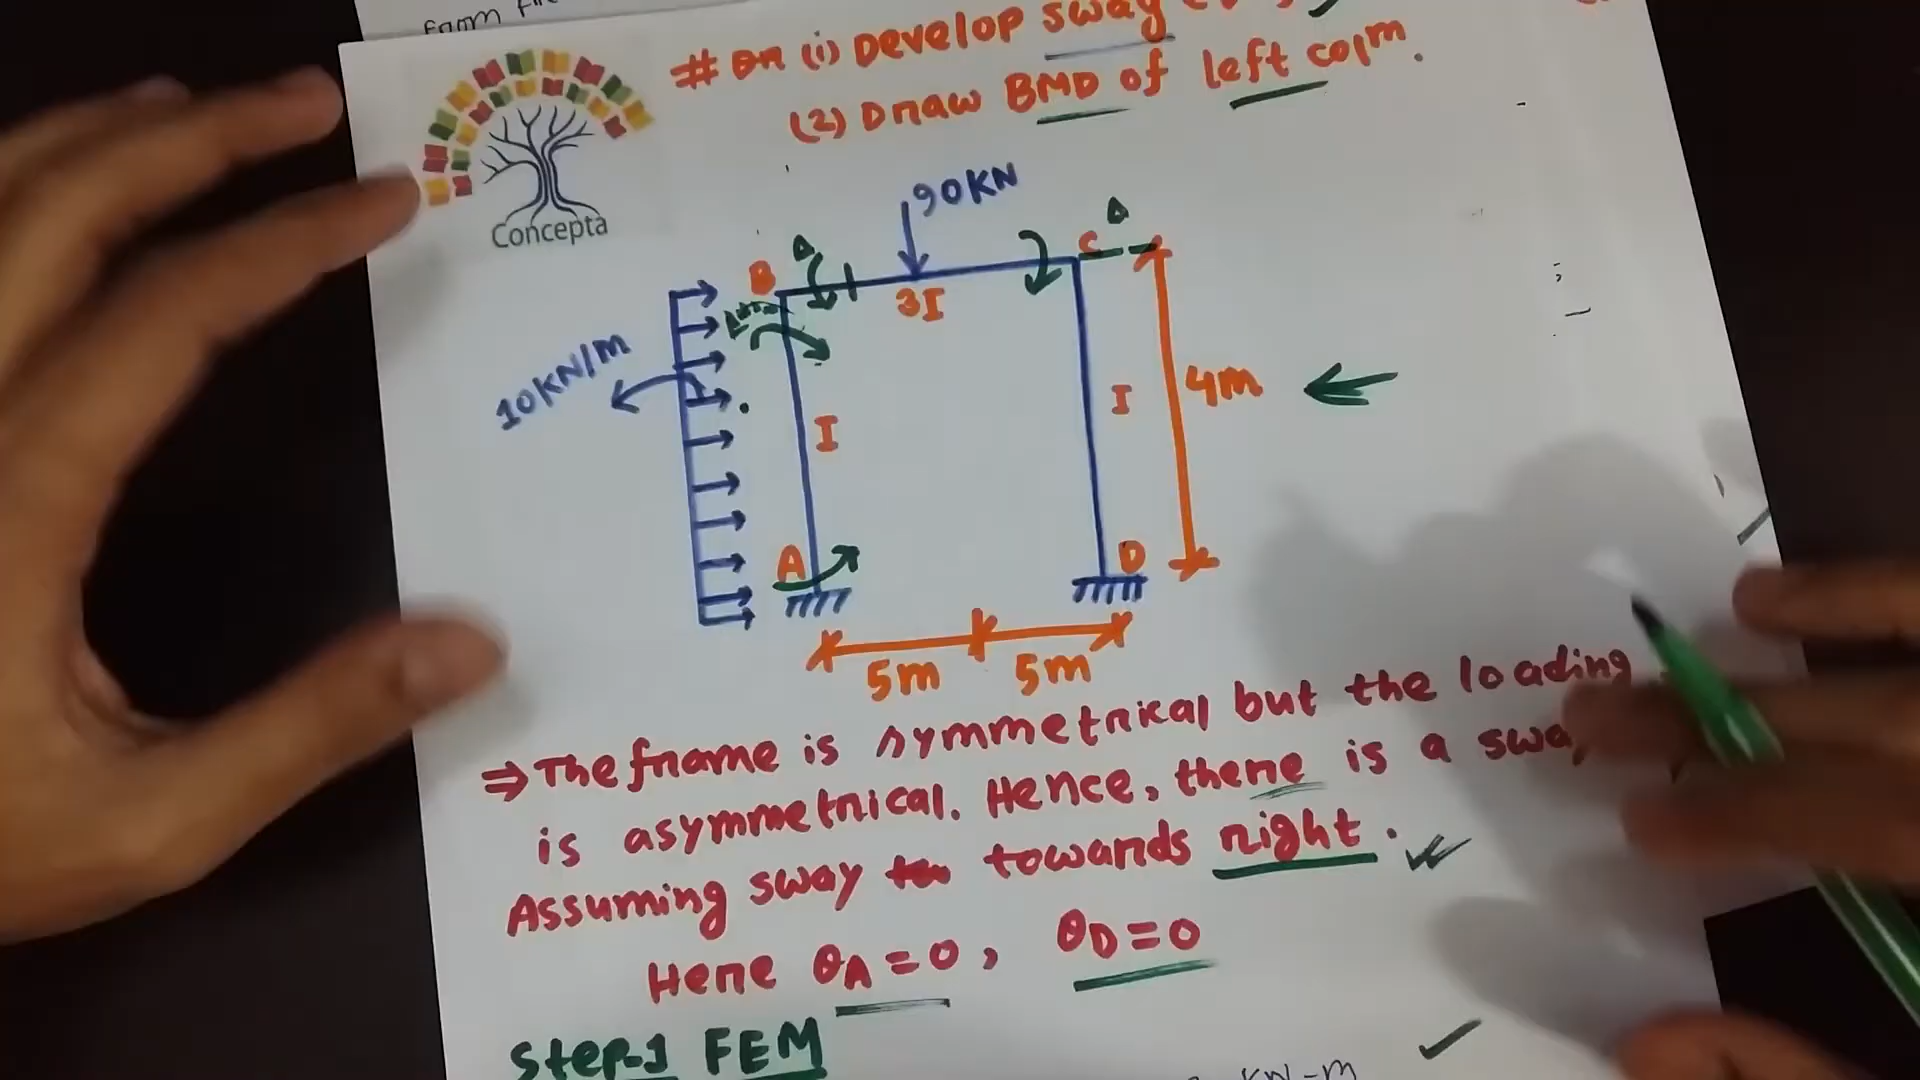 # Qn (i) Develop sway
(2) Draw BMD of left colm.
Concepta
90KN
Δ
Δ
B
C
3I
10KN/m
I
I
4m
A
D
5m
5m
⇒ The frame is symmetrical but the loading
is asymmetrical. Hence, there is a sway
Assuming sway towards right.
Here θA=0, θD=0
Step-1 FEM
KN-m